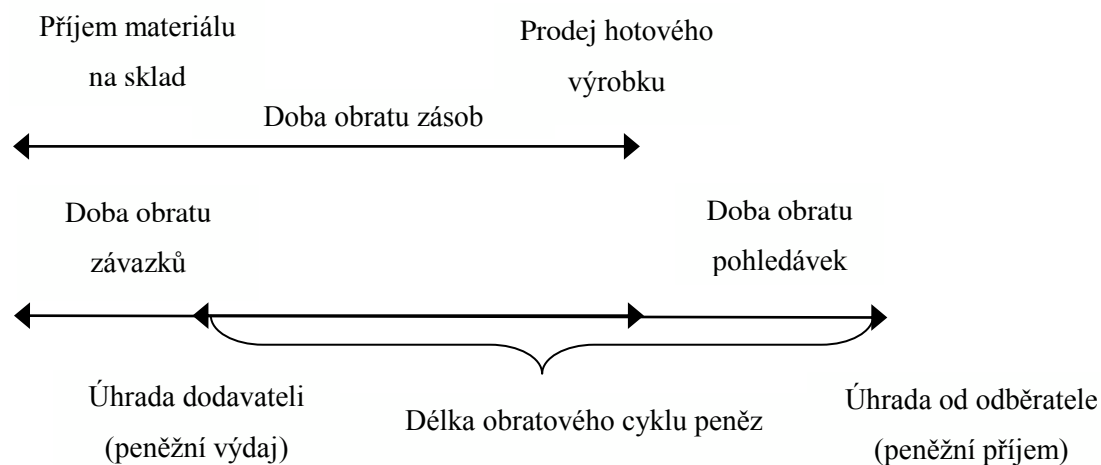 Příjem materiálu
na sklad
Prodej hotového
výrobku
Doba obratu zásob
Doba obratu
závazků
Doba obratu
pohledávek
Úhrada dodavateli
(peněžní výdaj)
Délka obratového cyklu peněz
Úhrada od odběratele
(peněžní příjem)